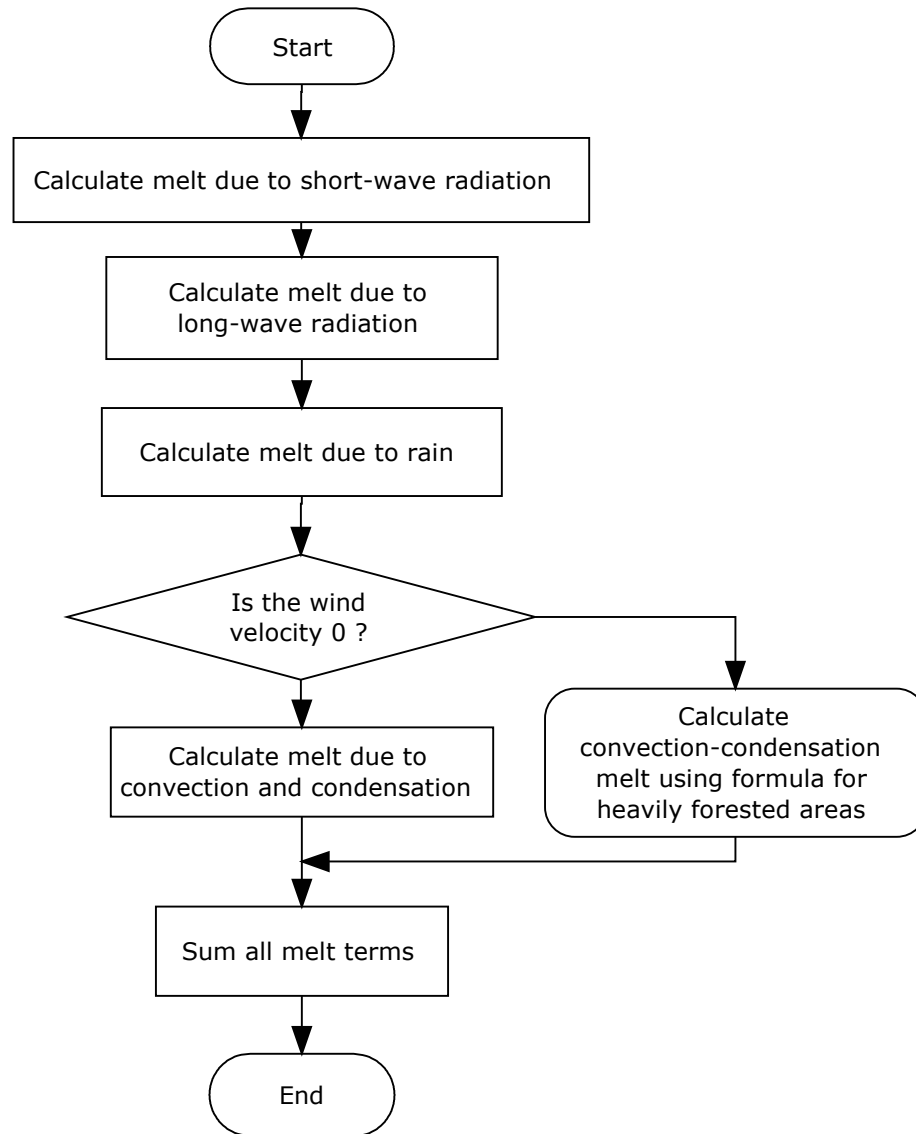 Start
Calculate melt due to short-wave radiation
Calculate melt due to
long-wave radiation
Calculate melt due to rain
Is the wind
velocity 0 ?
Calculate melt due to
convection and condensation
Calculate
convection-condensation
melt using formula for
heavily forested areas
Sum all melt terms
End